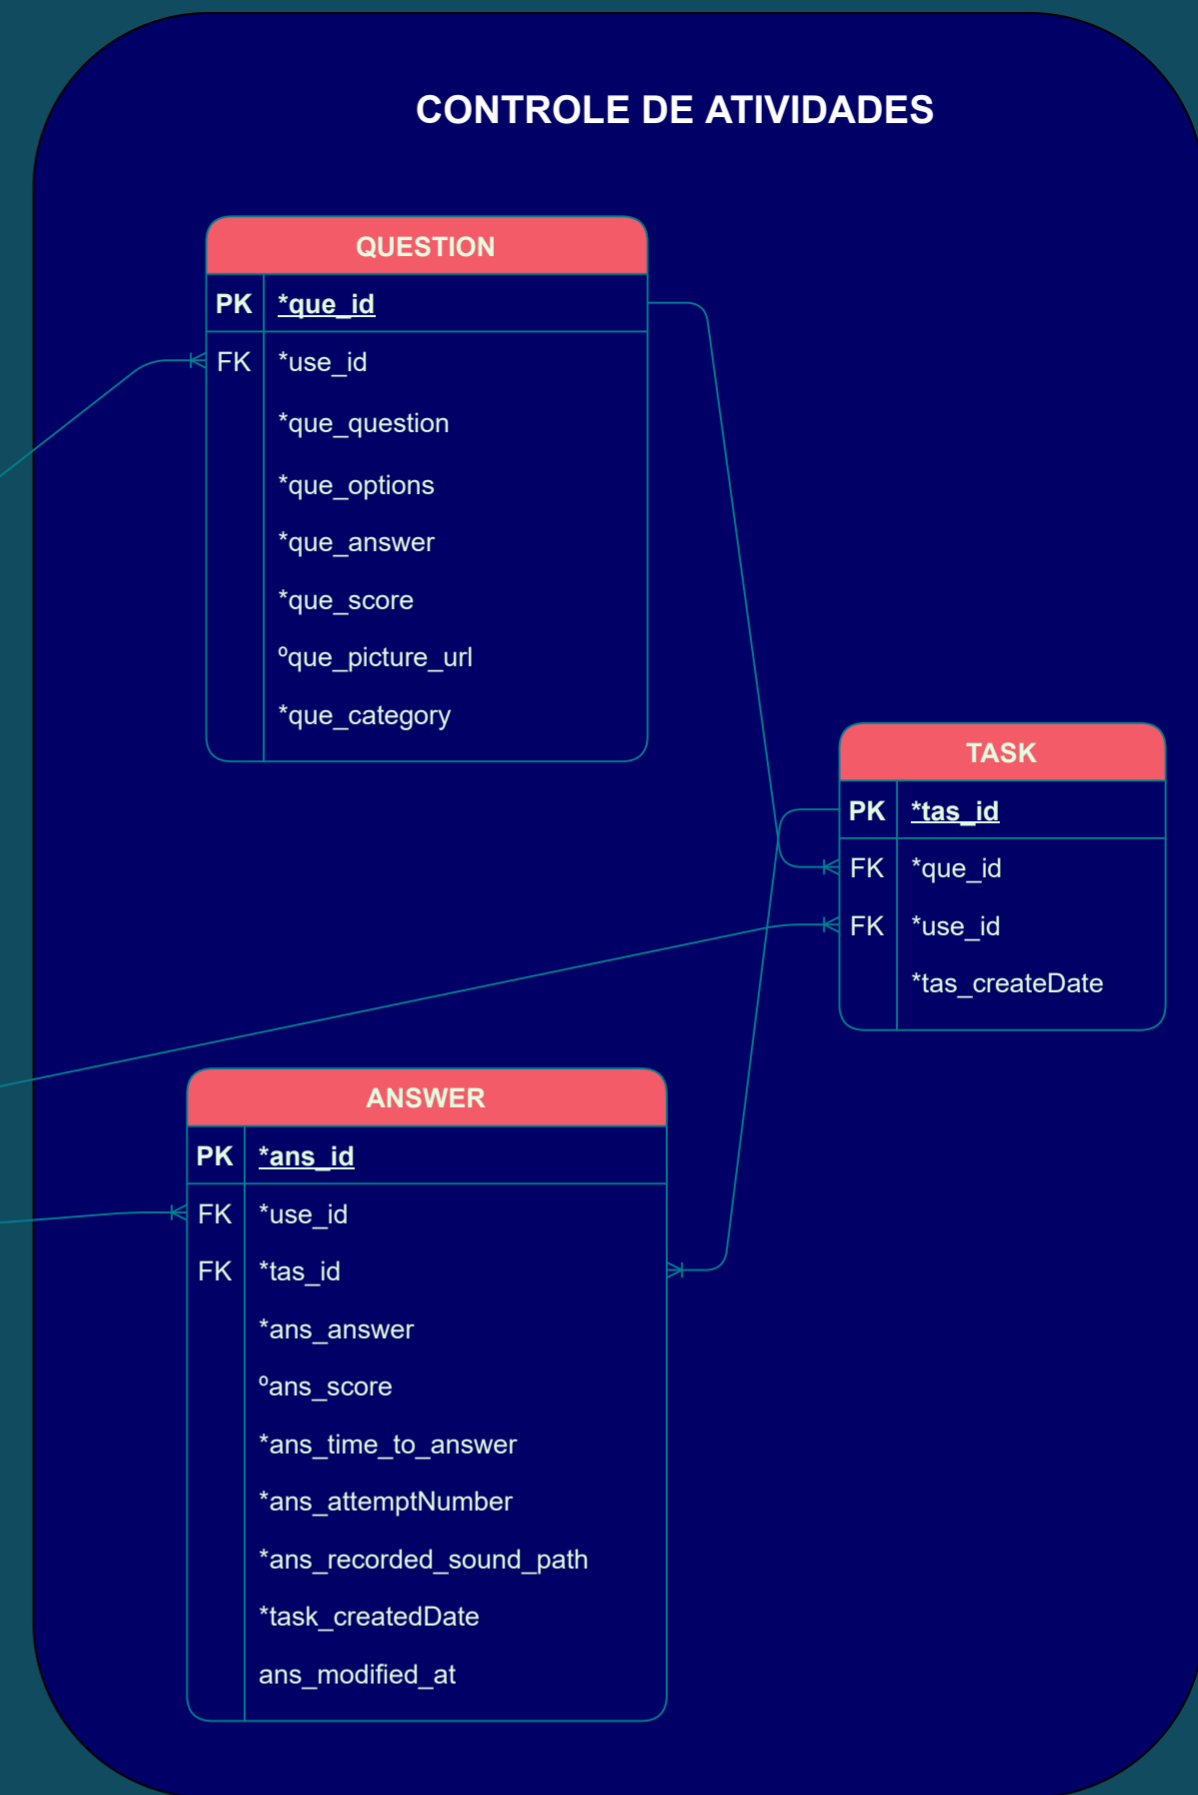 CONTROLE DE ATIVIDADES
QUESTION
PK *que_id
FK *use_id
*que_question
*que_options
*que_answer
*que_score
ºque_picture_url
*que_category
TASK
PK *tas_id
FK *que_id
FK *use_id
*tas_createDate
ANSWER
PK *ans_id
FK *use_id
FK *tas_id
*ans_answer
ºans_score
*ans_time_to_answer
*ans_attemptNumber
*ans_recorded_sound_path
*task_createdDate
ans_modified_at